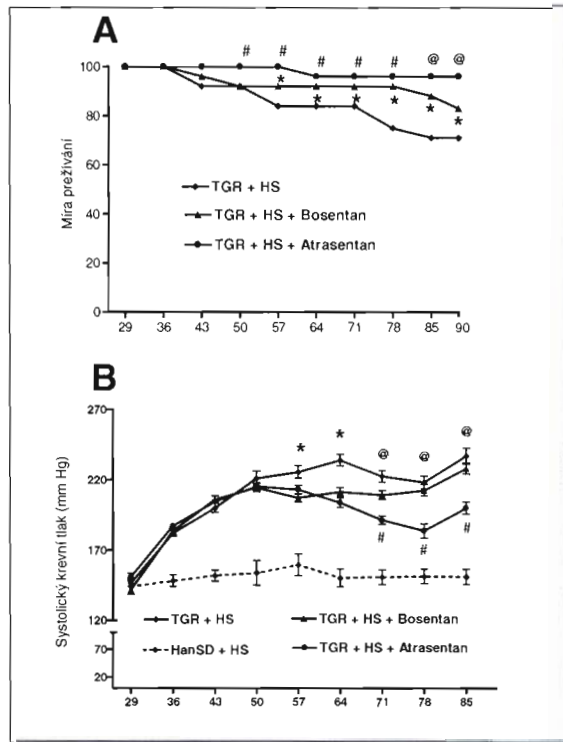 A
# # # # # @ @
100
* * * * * *
80
Mira prežívání
60
40
20
0
TGR + HS
TGR + HS + Bosentan
TGR + HS + Atrasentan
29 36 43 50 57 64 71 78 85 90
B
270
* * @ @ @
220
170
# # #
120
Systolický krevní tlak (mm Hg)
TGR + HS
TGR + HS + Bosentan
HanSD + HS
TGR + HS + Atrasentan
70
20
29 36 43 50 57 64 71 78 85